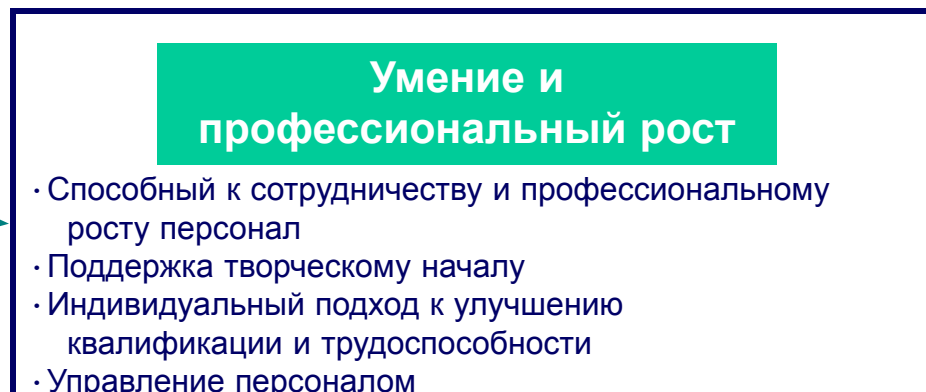 Умение и
профессиональный рост
· Способный к сотрудничеству и профессиональному
росту персонал
· Поддержка творческому началу
· Индивидуальный подход к улучшению
квалификации и трудоспособности
· Управление персоналом